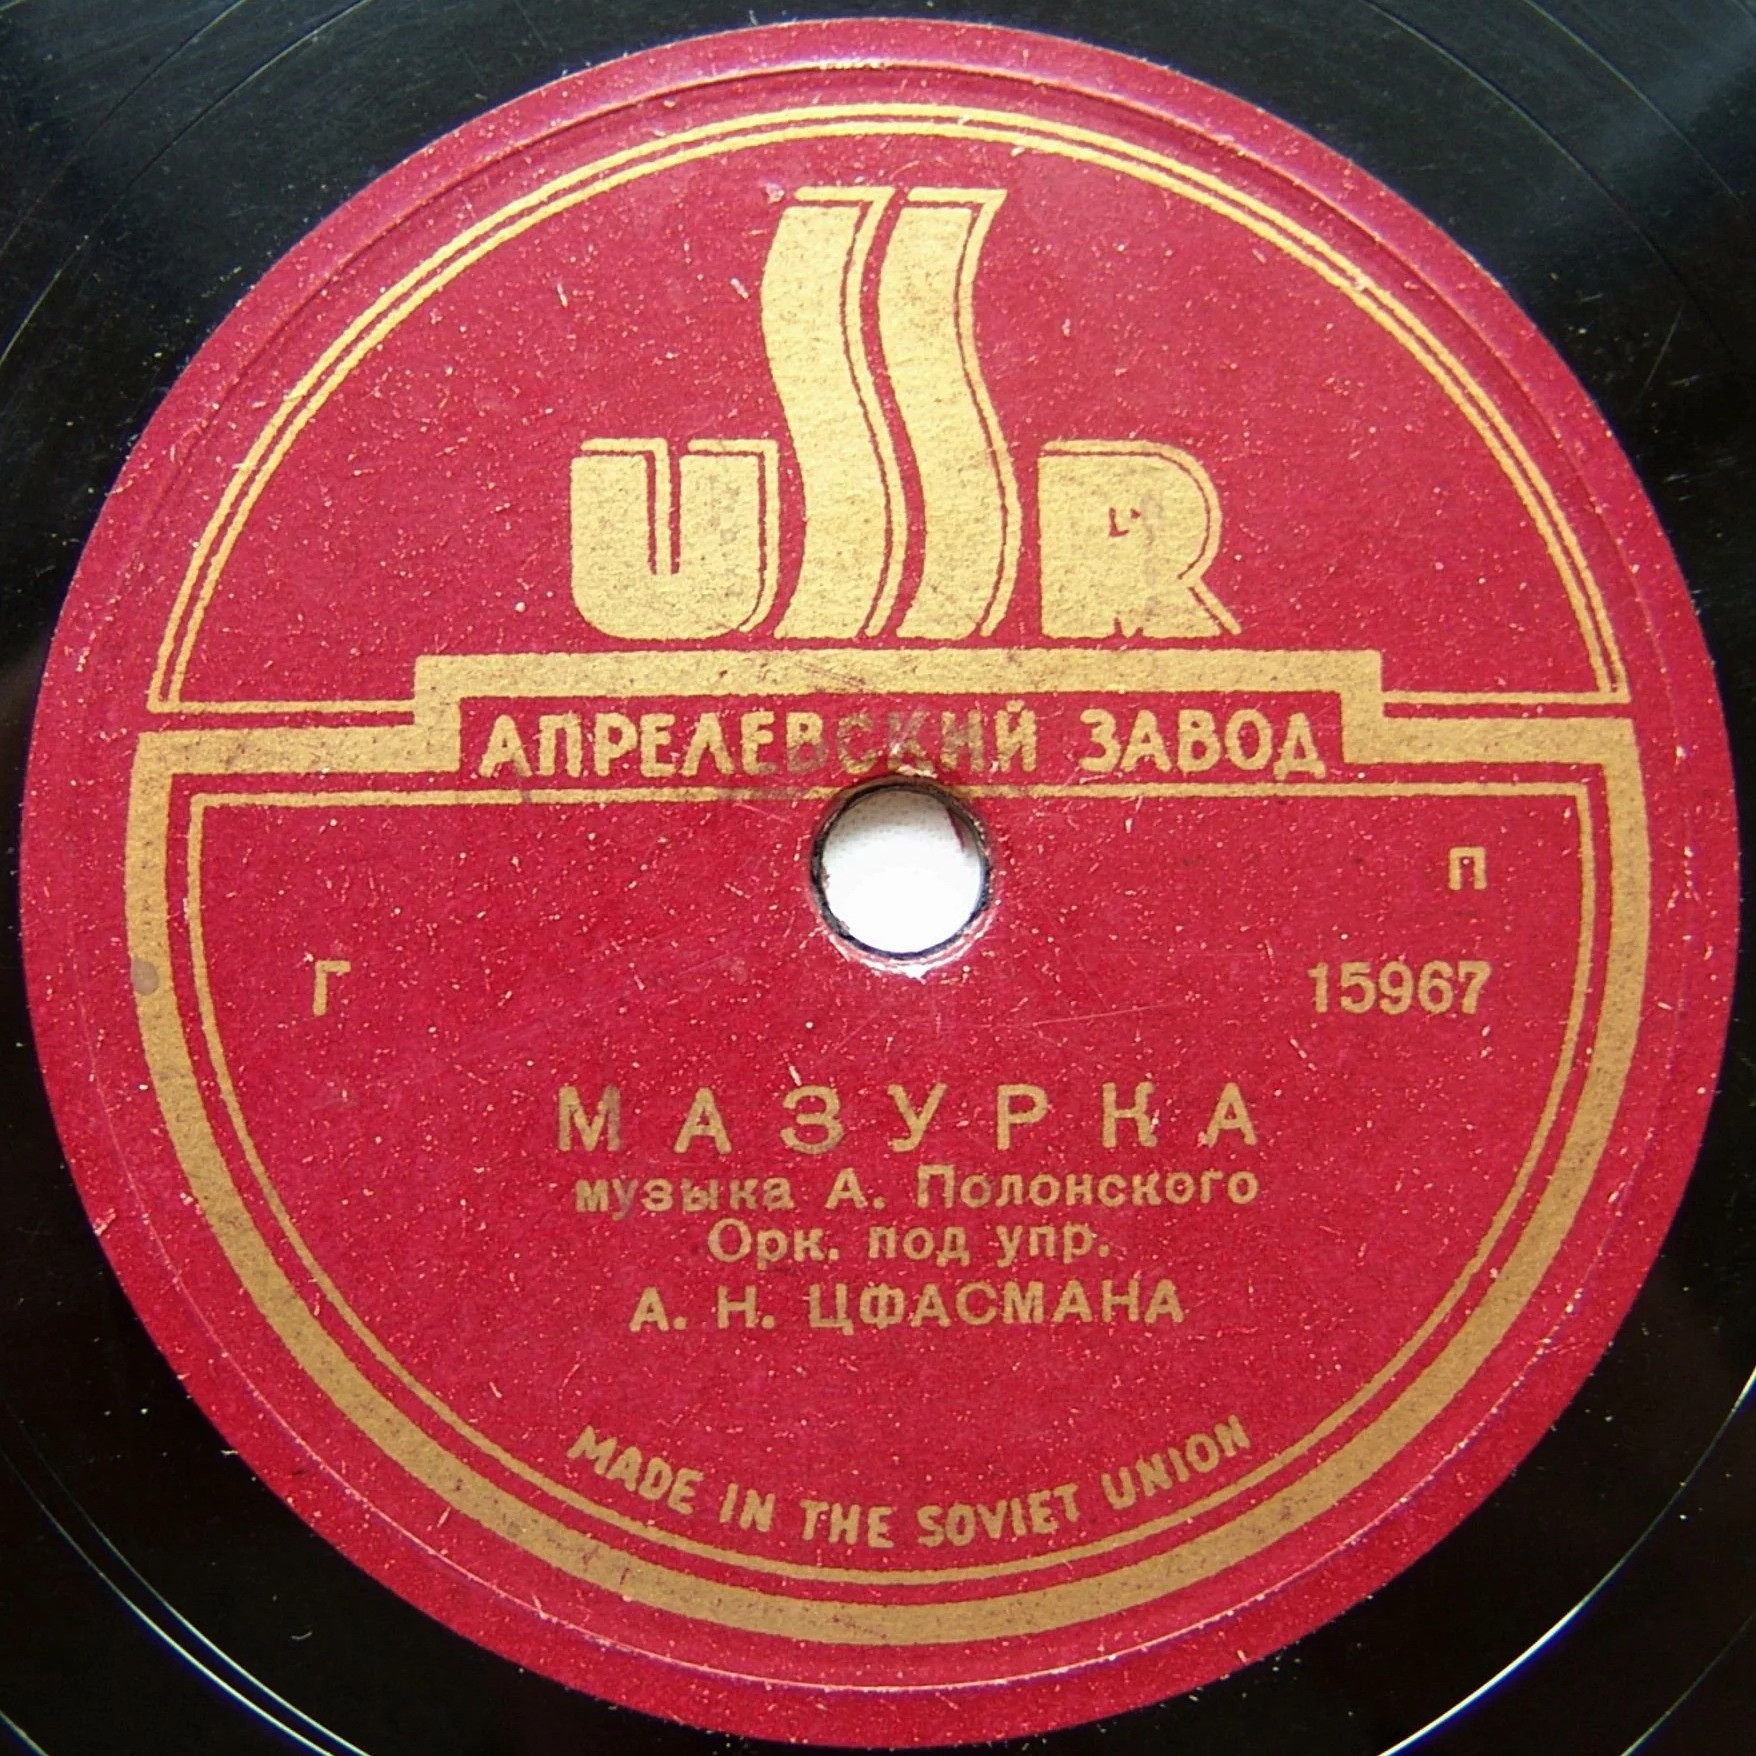 USSR
АПРЕЛЕВСКИЙ ЗАВОД
п
Г 15967
МАЗУРКА
музыка А. Полонского
Орк. под упр.
А. Н. ЦФАСМАНА
MADE IN THE SOVIET UNION